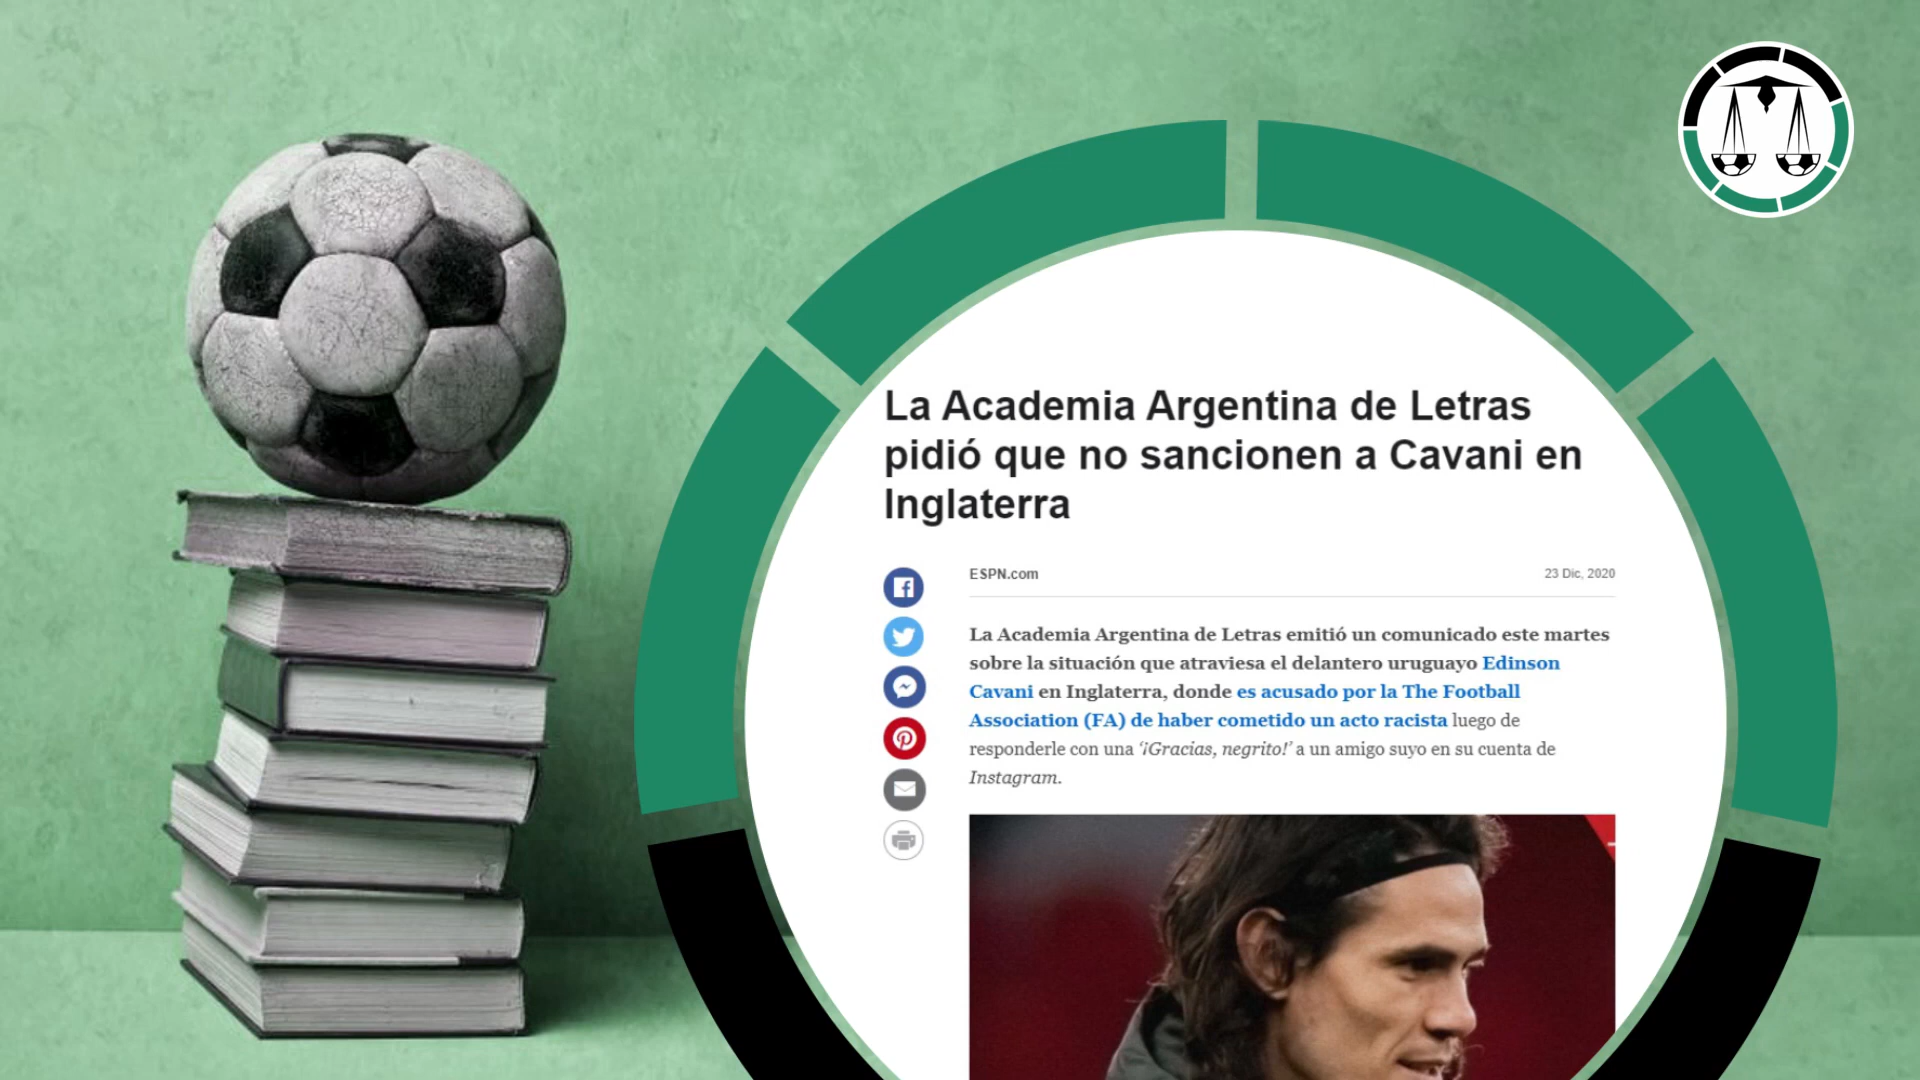 La Academia Argentina de Letras
pidió que no sancionen a Cavani en
Inglaterra
ESPN.com
23 Dic, 2020
La Academia Argentina de Letras emitió un comunicado este martes
sobre la situación que atraviesa el delantero uruguayo Edinson
Cavani en Inglaterra, donde es acusado por la The Football
Association (FA) de haber cometido un acto racista luego de
responderle con una ‘¡Gracias, negrito!’ a un amigo suyo en su cuenta de
Instagram.